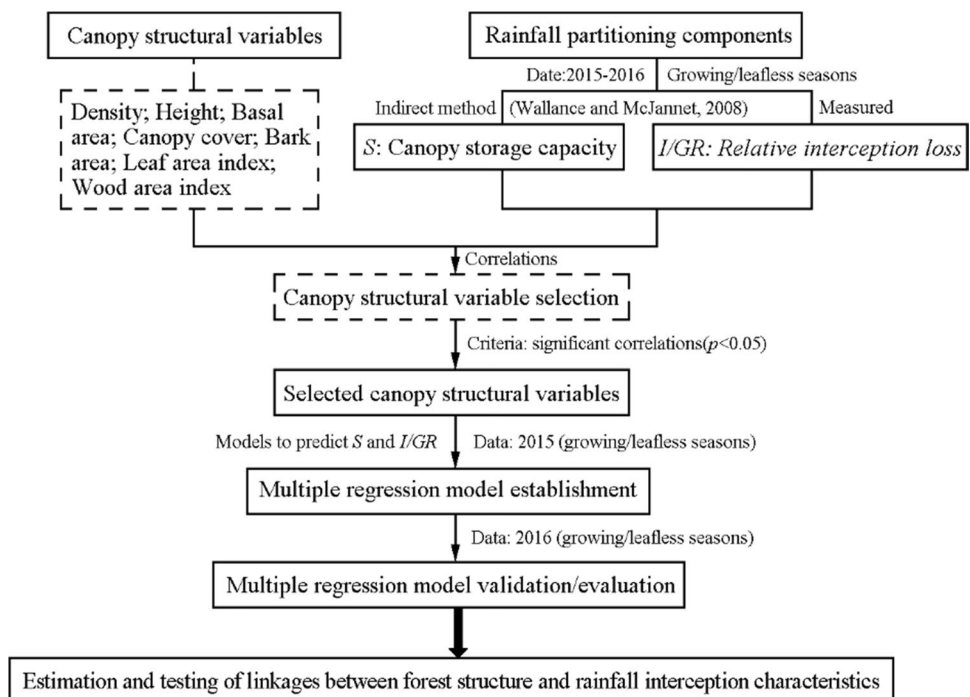 Canopy structural variables
Rainfall partitioning components
Date:2015-2016
Growing/leafless seasons
Density; Height; Basal
area; Canopy cover; Bark
area; Leaf area index;
Wood area index
Indirect method
(Wallance and McJannet, 2008)
Measured
S: Canopy storage capacity
I/GR: Relative interception loss
Correlations
Canopy structural variable selection
Criteria: significant correlations(p<0.05)
Selected canopy structural variables
Models to predict S and I/GR
Data: 2015 (growing/leafless seasons)
Multiple regression model establishment
Data: 2016 (growing/leafless seasons)
Multiple regression model validation/evaluation
Estimation and testing of linkages between forest structure and rainfall interception characteristics